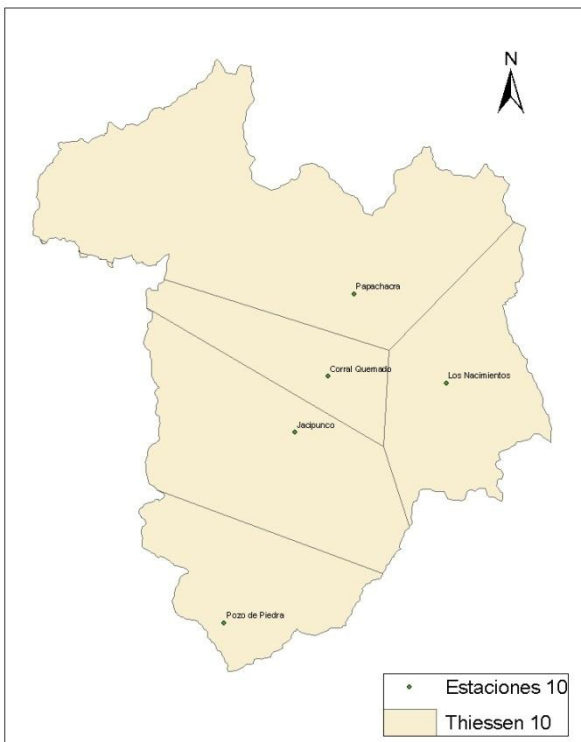 N
Papachacra
Corral Quemado
Los Nacimientos
Jacipunco
Pozo de Piedra
Estaciones 10
Thiessen 10